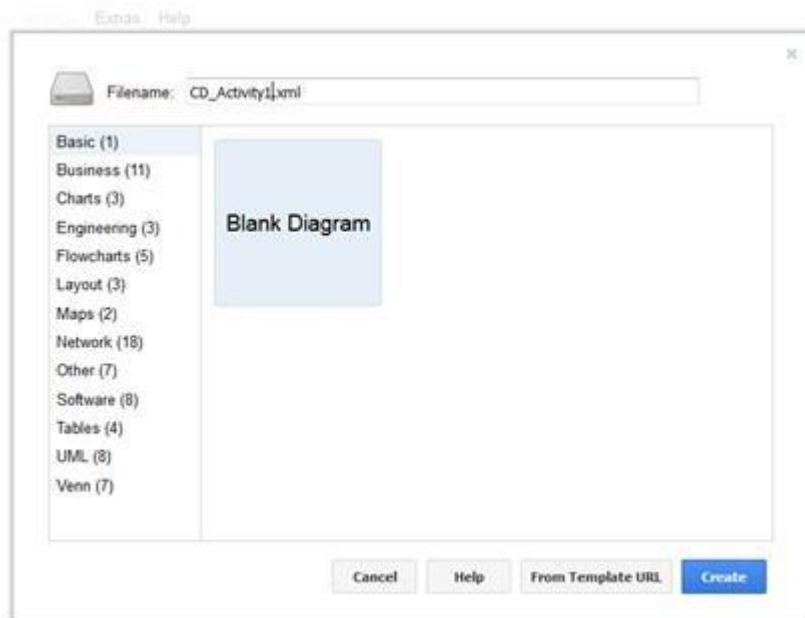 Extras Help
Filename: CD_Activity1.xml
Basic (1)
Business (11)
Charts (3)
Engineering (3)
Flowcharts (5)
Layout (3)
Maps (2)
Network (18)
Other (7)
Software (8)
Tables (4)
UML (8)
Venn (7)
Blank Diagram
Cancel Help From Template URL Create